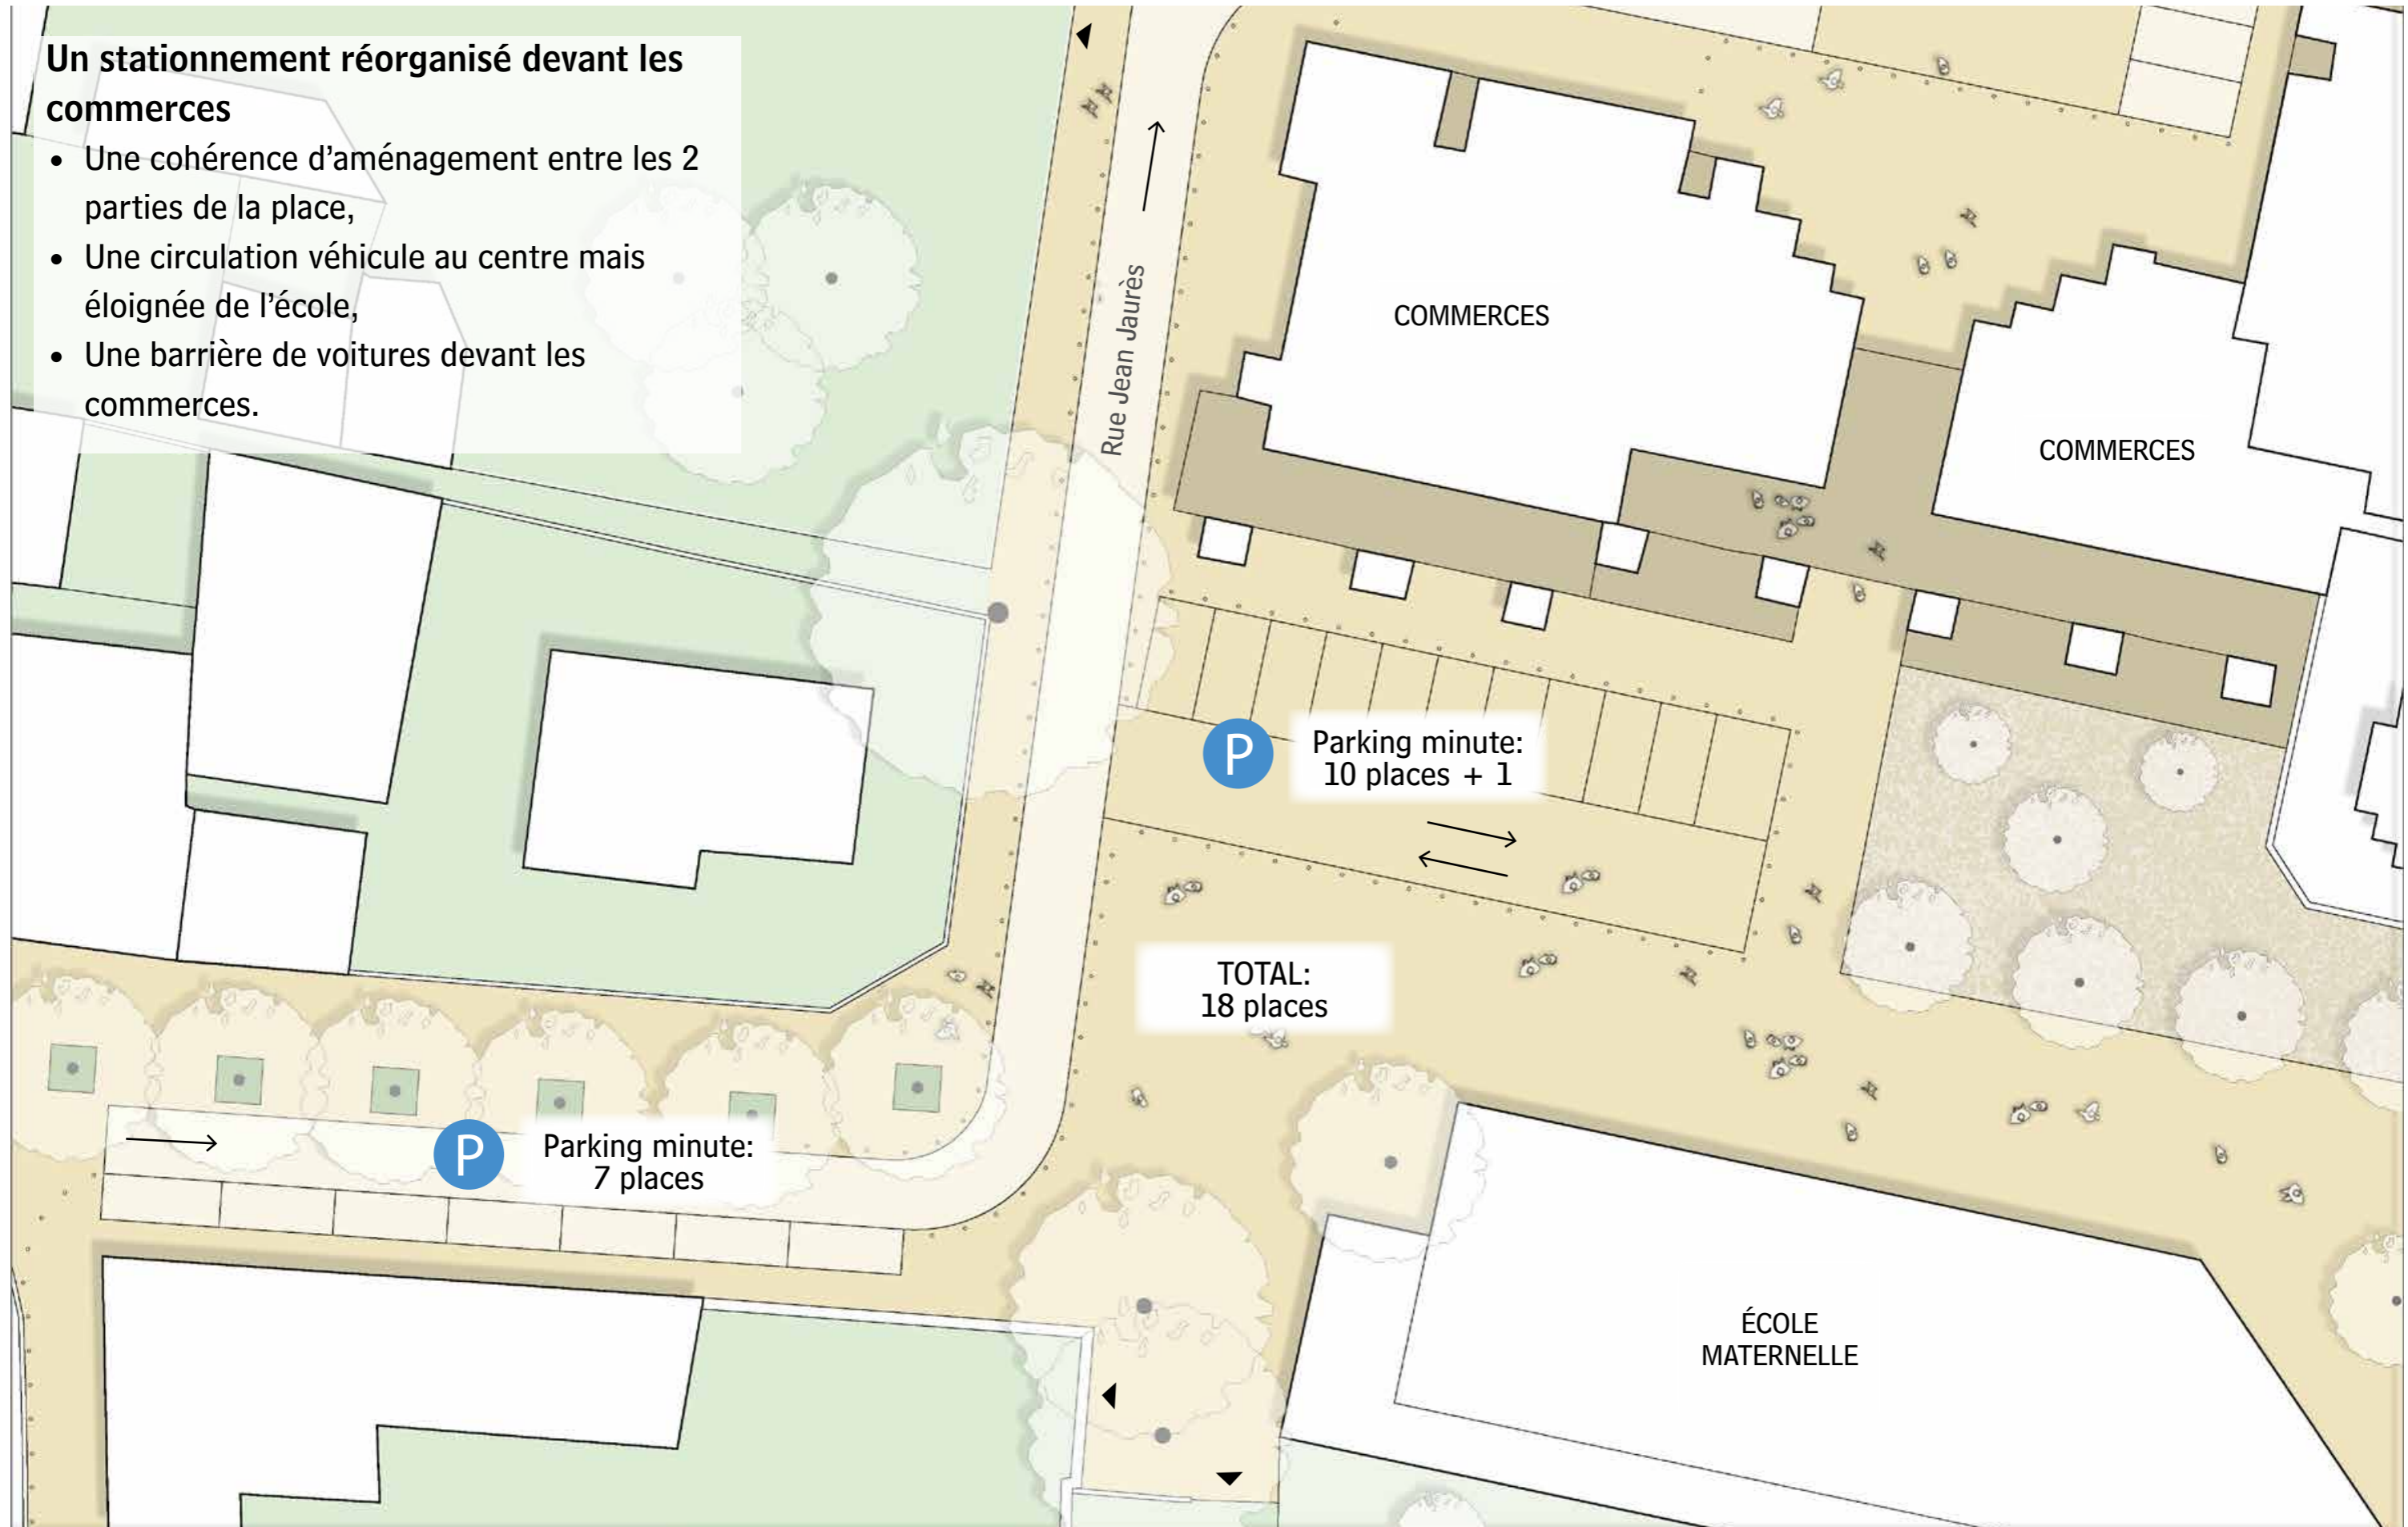 Un stationnement réorganisé devant les
commerces
• Une cohérence d'aménagement entre les 2
parties de la place,
• Une circulation véhicule au centre mais
éloignée de l'école,
• Une barrière de voitures devant les
commerces.
Rue Jean Jaurès
COMMERCES
COMMERCES
P
Parking minute:
10 places + 1
TOTAL:
18 places
P
Parking minute:
7 places
ÉCOLE
MATERNELLE